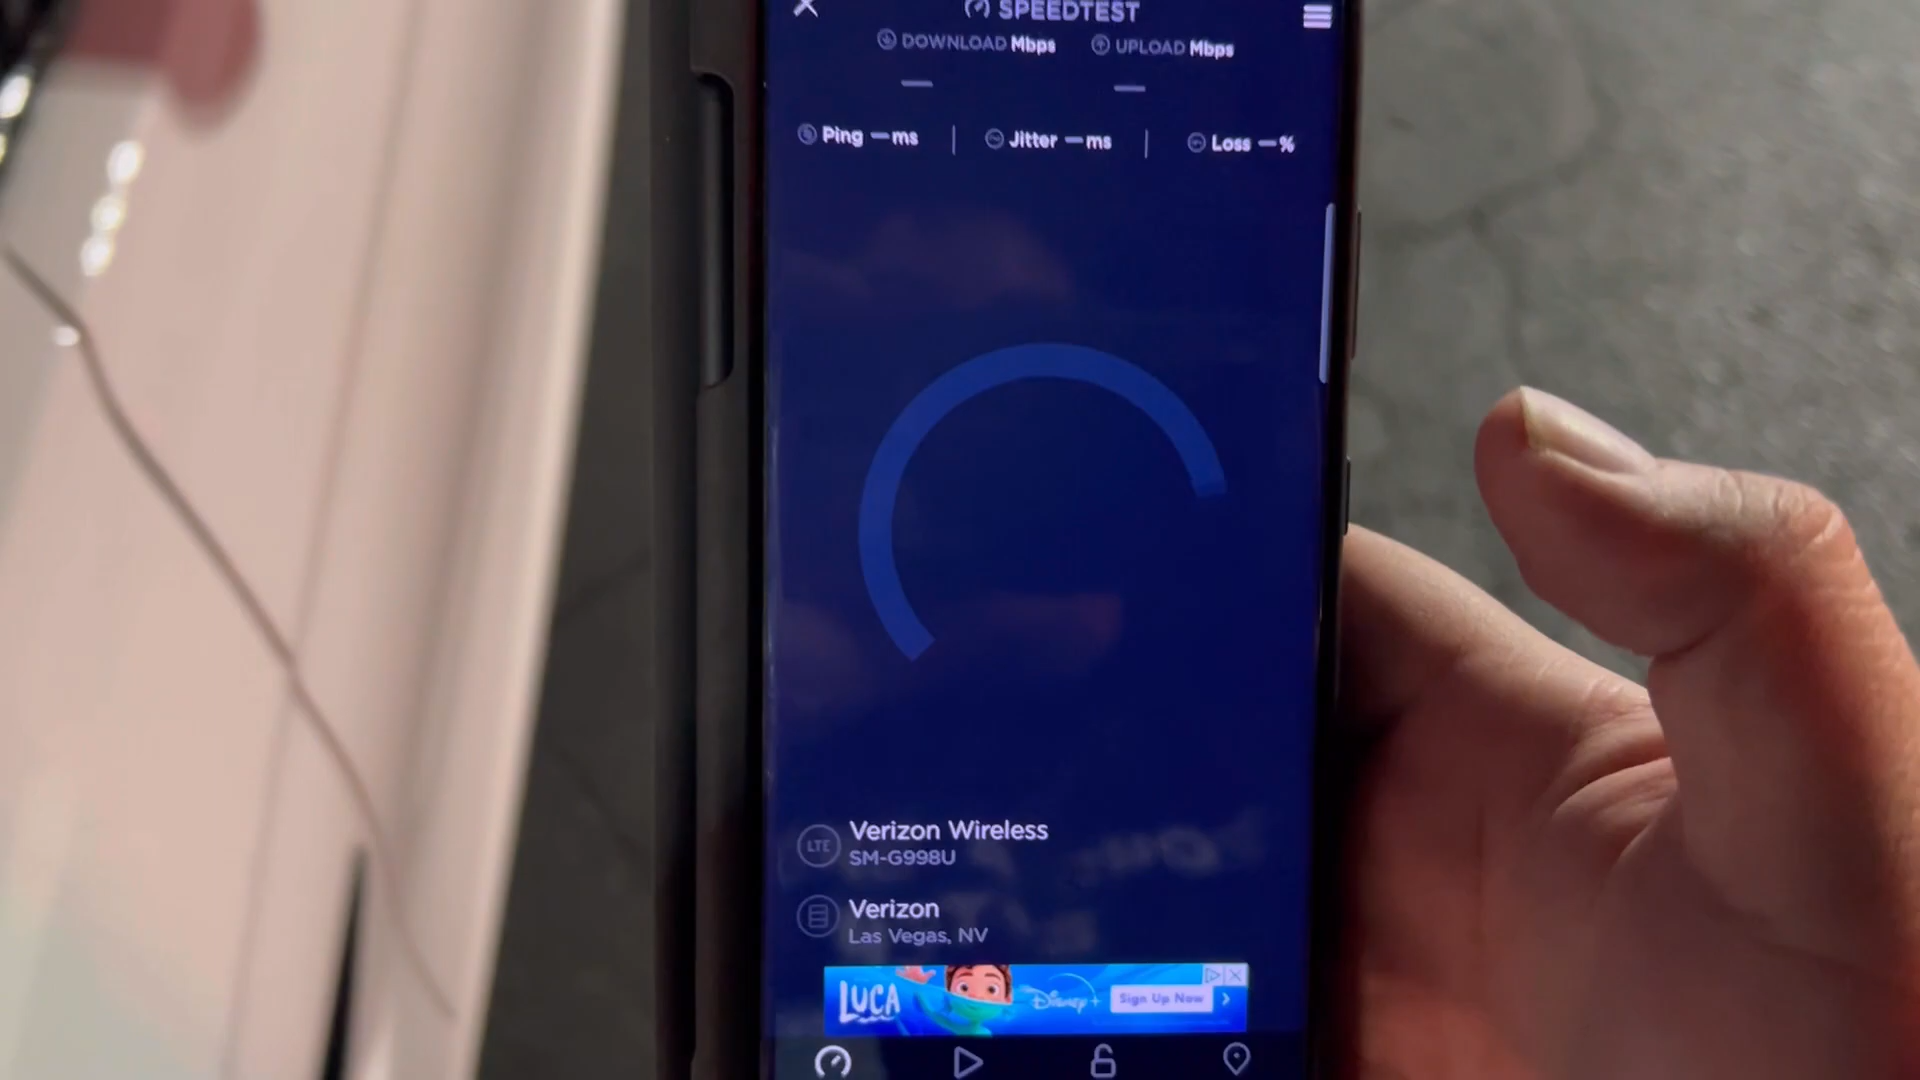 SPEEDTEST
DOWNLOAD Mbps UPLOAD Mbps
— —
Ping — ms | Jitter — ms | Loss — %
LTE Verizon Wireless
SM-G998U
Verizon
Las Vegas, NV
LUCA Disney+ Sign Up Now